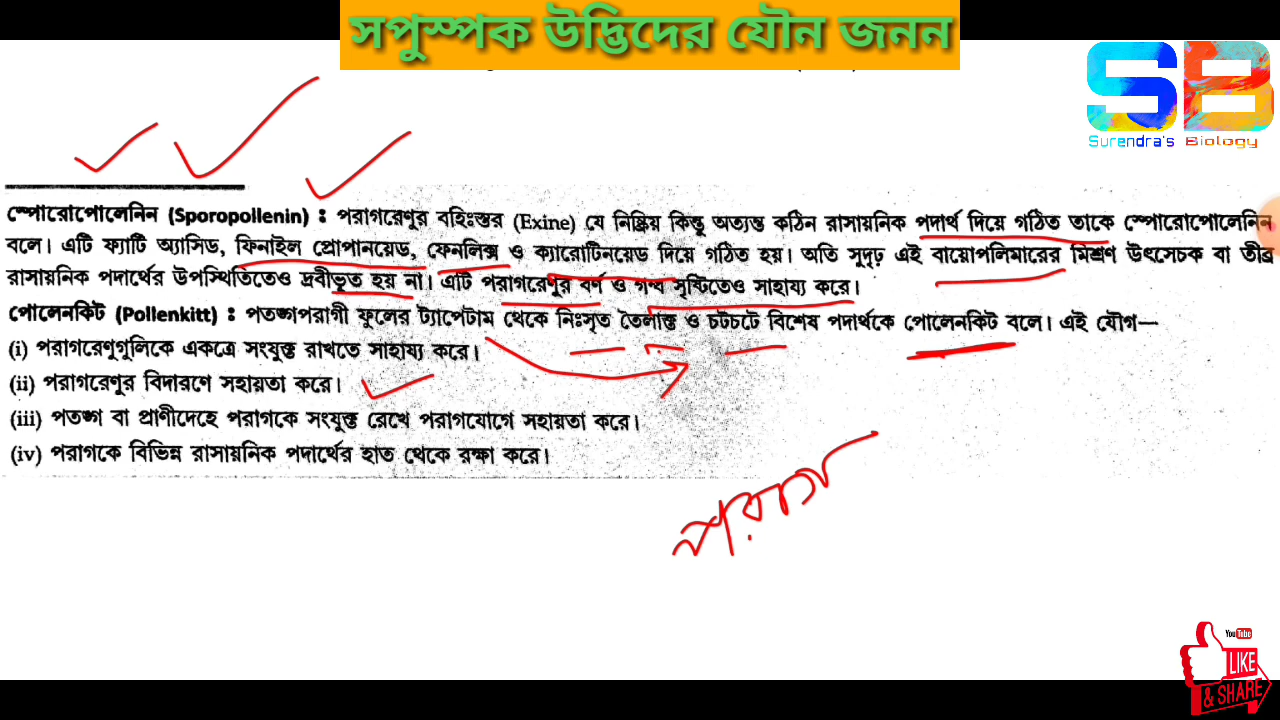 সপুস্পক উদ্ভিদের যৌন জনন
SB
Surendra's Biology
স্পোরোপোলেনিন (Sporopollenin) : পরাগরেণুর বহিঃস্তর (Exine) যে নিষ্ক্রিয় কিন্তু অত্যন্ত কঠিন রাসায়নিক পদার্থ দিয়ে গঠিত তাকে স্পোরোপোলেনিন
বলে। এটি ফ্যাটি অ্যাসিড, ফিনাইল প্রোপানয়েড, ফেনলিক্স ও ক্যারোটিনয়েড দিয়ে গঠিত হয়। অতি সুদৃঢ় এই বায়োপলিমারের মিশ্রণ উৎসেচক বা তীব্র
রাসায়নিক পদার্থের উপস্থিতিতেও দ্রবীভূত হয় না। এটি পরাগরেণুর বর্ণ ও গন্ধ সৃষ্টিতেও সাহায্য করে।
পোলেনকিট (Pollenkitt) : পতঙ্গপরাগী ফুলের ট্যাপেটাম থেকে নিঃসৃত তৈলাক্ত ও চটচটে বিশেষ পদার্থকে পোলেনকিট বলে। এই যৌগ—
(i) পরাগরেণুগুলিকে একত্রে সংযুক্ত রাখতে সাহায্য করে।
(ii) পরাগরেণুর বিদারণে সহায়তা করে।
(iii) পতঙ্গ বা প্রাণীদেহে পরাগকে সংযুক্ত রেখে পরাগযোগে সহায়তা করে।
(iv) পরাগকে বিভিন্ন রাসায়নিক পদার্থের হাত থেকে রক্ষা করে।
YouTube
LIKE
& SHARE